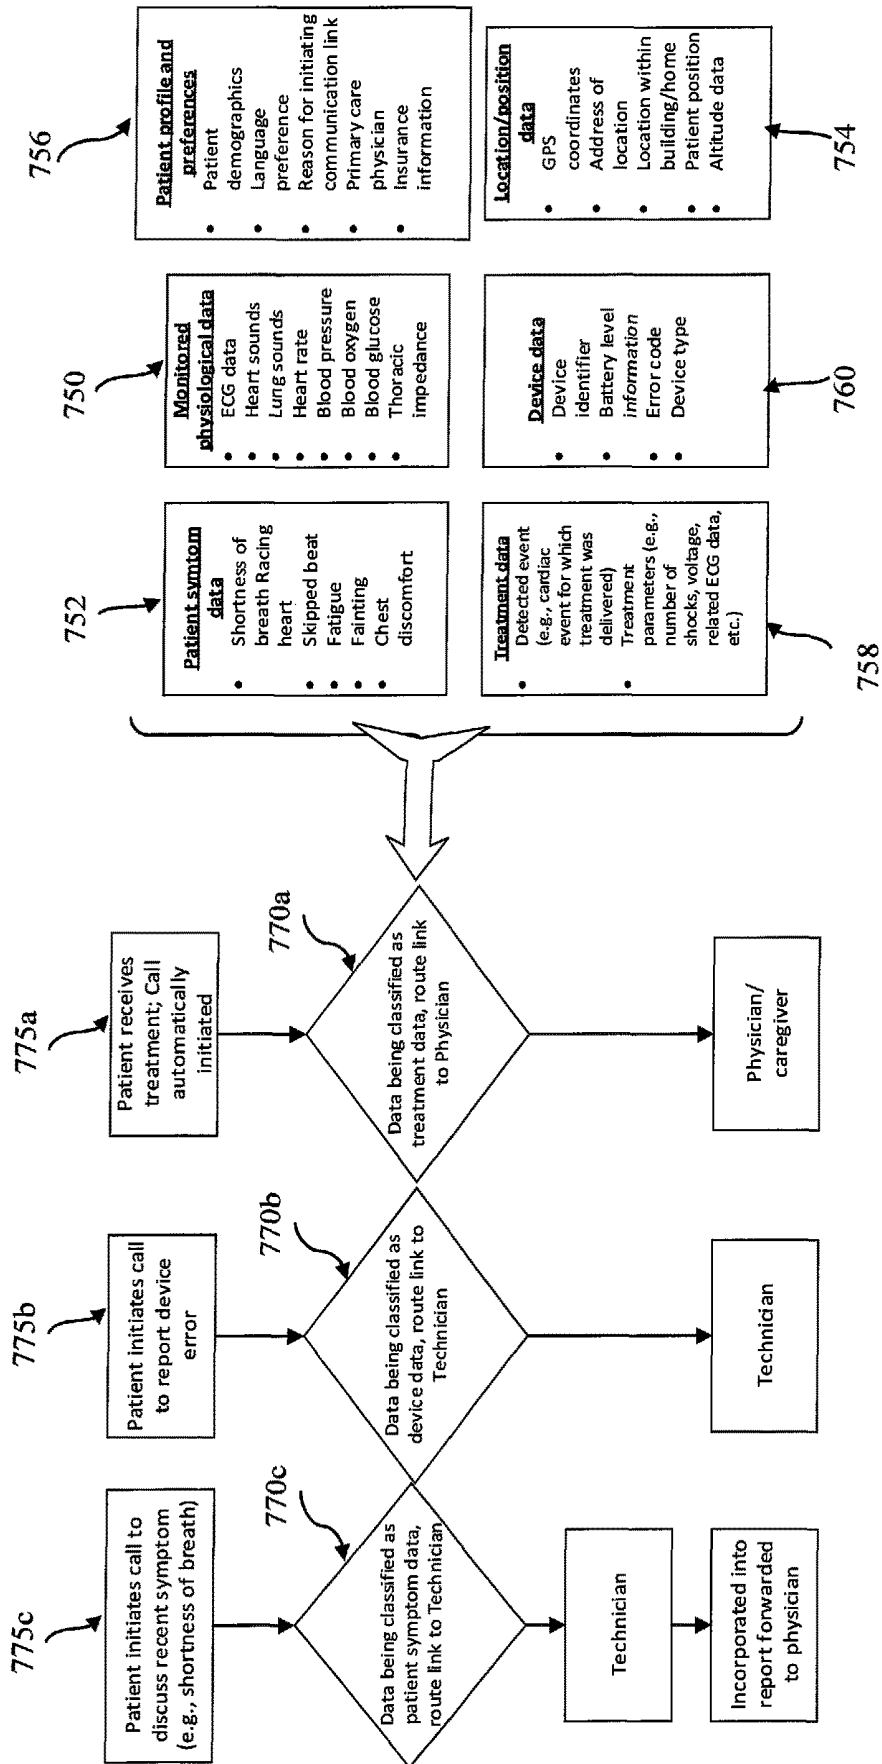 775c
Patient initiates call to
discuss recent symptom
(e.g., shortness of breath)
770c
Data being classified as
patient symptom data,
route link to Technician
Technician
Incorporated into
report forwarded
to physician
775b
Patient initiates call
to report device
error
770b
Data being classified as
device data, route link to
Technician
Technician
775a
Patient receives
treatment; Call
automatically
initiated
770a
Data being classified as
treatment data, route link
to Physician
Physician/
caregiver
752
Patient symtom
data
• Shortness of
breath Racing
heart
• Skipped beat
• Fatigue
• Fainting
• Chest
discomfort
750
Monitored
physiological data
• ECG data
• Heart sounds
• Lung sounds
• Heart rate
• Blood pressure
• Blood oxygen
• Blood glucose
• Thoracic
impedance
756
Patient profile and
preferences
• Patient
demographics
• Language
preference
• Reason for initiating
communication link
• Primary care
physician
• Insurance
information
Treatment data
• Detected event
(e.g., cardiac
event for which
treatment was
delivered)
• Treatment
parameters (e.g.,
number of
shocks, voltage,
related ECG data,
etc.)
758
Device data
• Device
identifier
• Battery level
information
• Error code
• Device type
760
Location/position
data
• GPS
coordinates
• Address of
location
• Location within
building/home
• Patient position
• Altitude data
754